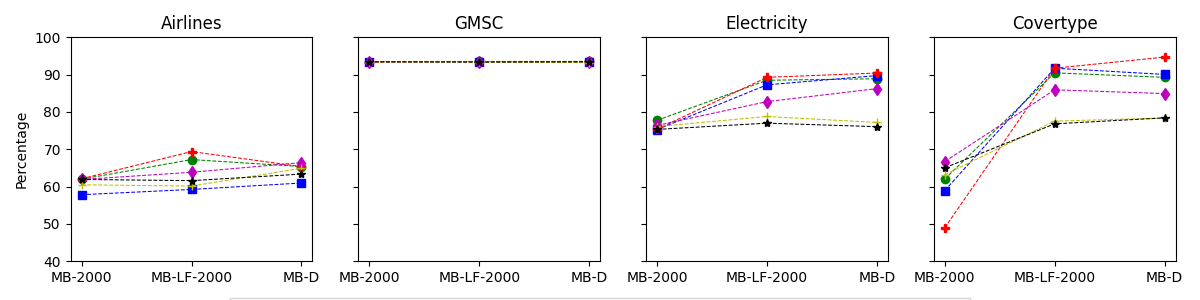 Airlines
GMSC
Electricity
Covertype
Percentage
100
90
80
70
60
50
40
MB-2000 MB-LF-2000 MB-D
MB-2000 MB-LF-2000 MB-D
MB-2000 MB-LF-2000 MB-D
MB-2000 MB-LF-2000 MB-D